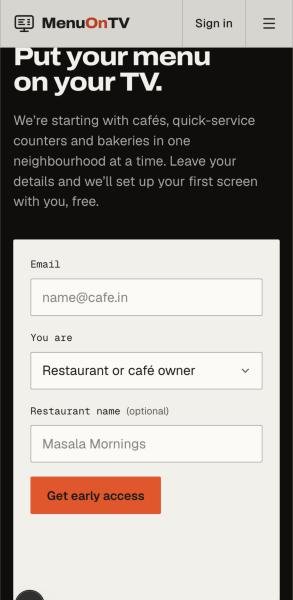 MenuOnTV
Sign in
Put your menu
on your TV.
We're starting with cafés, quick-service
counters and bakeries in one
neighbourhood at a time. Leave your
details and we'll set up your first screen
with you, free.
Email
name@cafe.in
You are
Restaurant or café owner
Restaurant name (optional)
Masala Mornings
Get early access